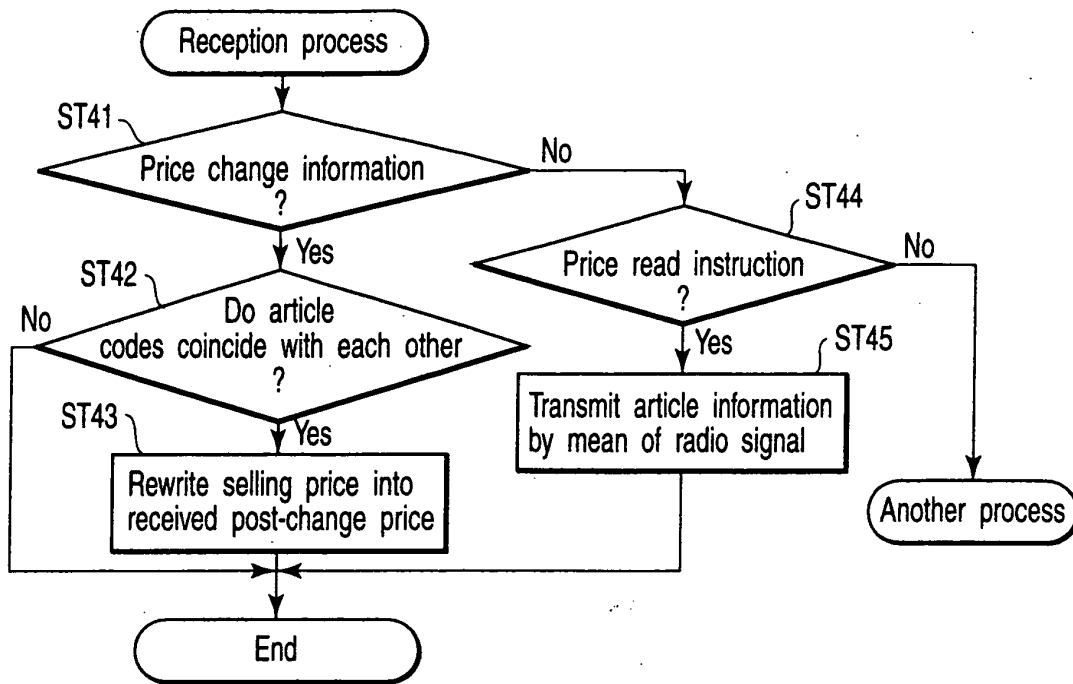 Reception process
ST41
Price change information
?
No
Yes
ST44
Price read instruction
?
No
Yes
ST42
No
Do article
codes coincide with each other
?
Yes
ST45
Transmit article information
by mean of radio signal
ST43
Rewrite selling price into
received post-change price
Another process
End